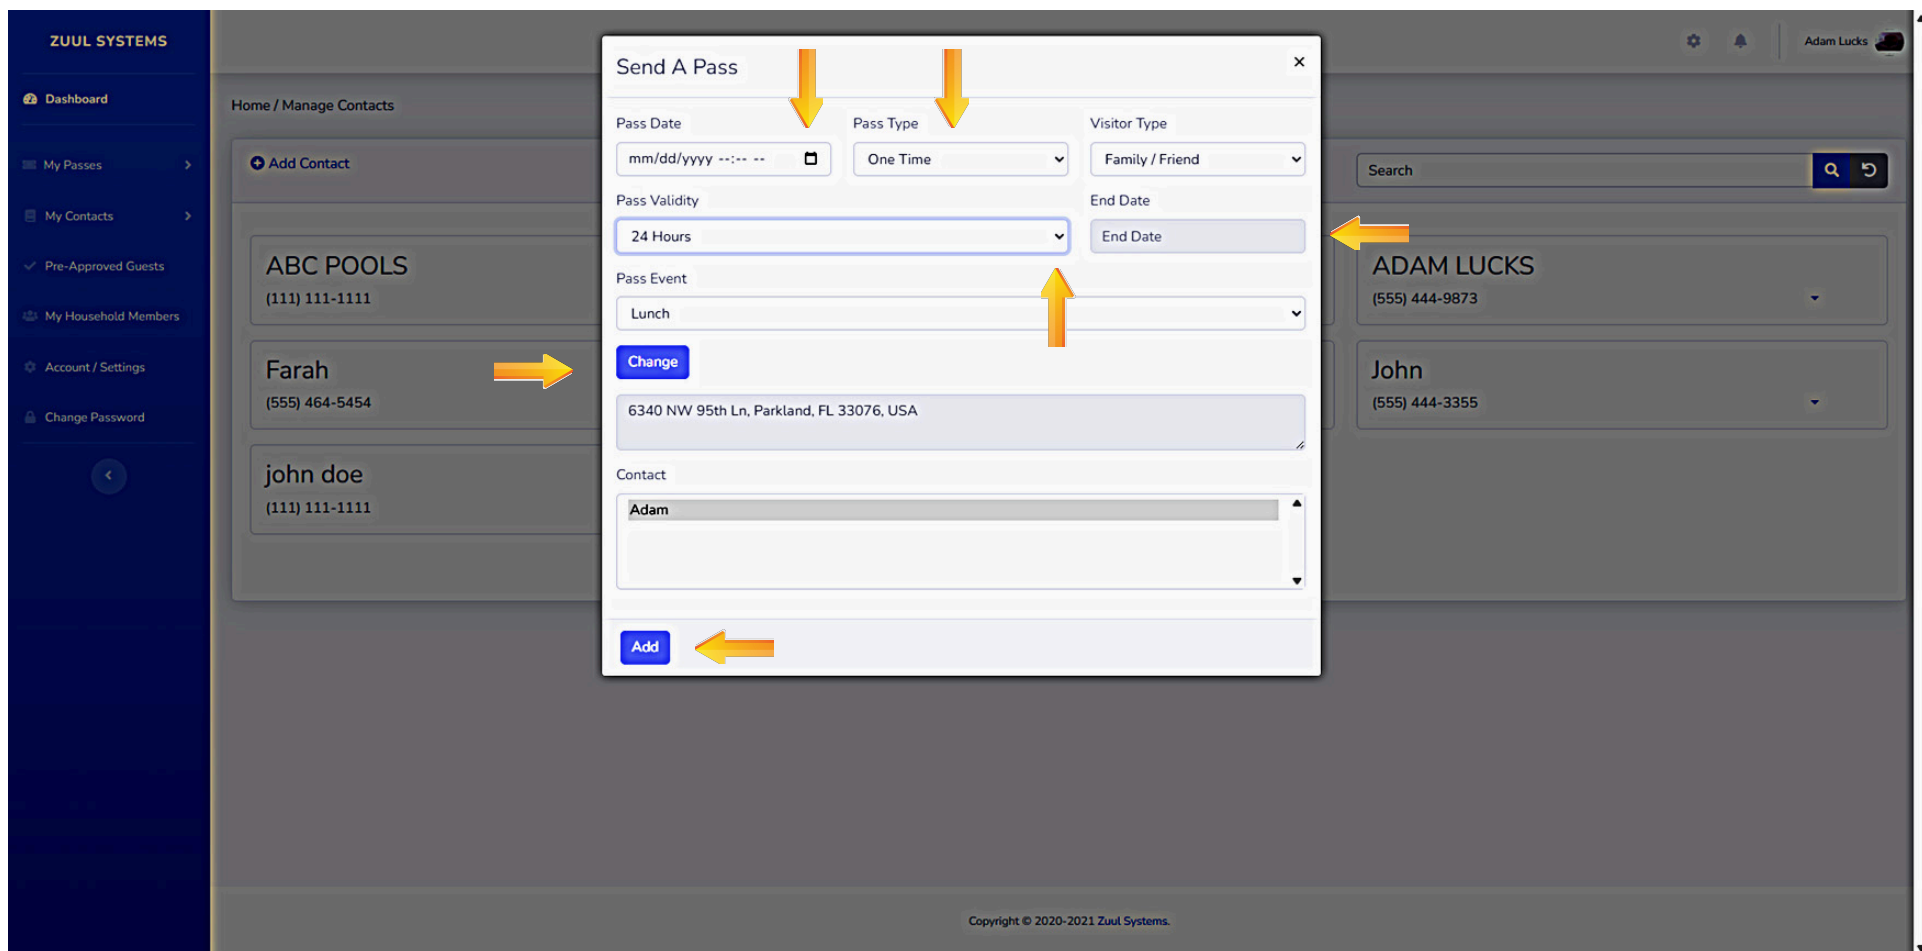 ZUUL SYSTEMS
Dashboard
My Passes
My Contacts
Pre-Approved Guests
My Household Members
Account / Settings
Change Password
Adam Lucks
Home / Manage Contacts
Add Contact
Search
ABC POOLS
(111) 111-1111
Farah
(555) 464-5454
john doe
(111) 111-1111
ADAM LUCKS
(555) 444-9873
John
(555) 444-3355
Send A Pass
×
Pass Date
Pass Type
Visitor Type
mm/dd/yyyy --:-- --
One Time
Family / Friend
Pass Validity
End Date
24 Hours
End Date
Pass Event
Lunch
Change
6340 NW 95th Ln, Parkland, FL 33076, USA
Contact
Adam
Add
Copyright © 2020-2021 Zuul Systems.